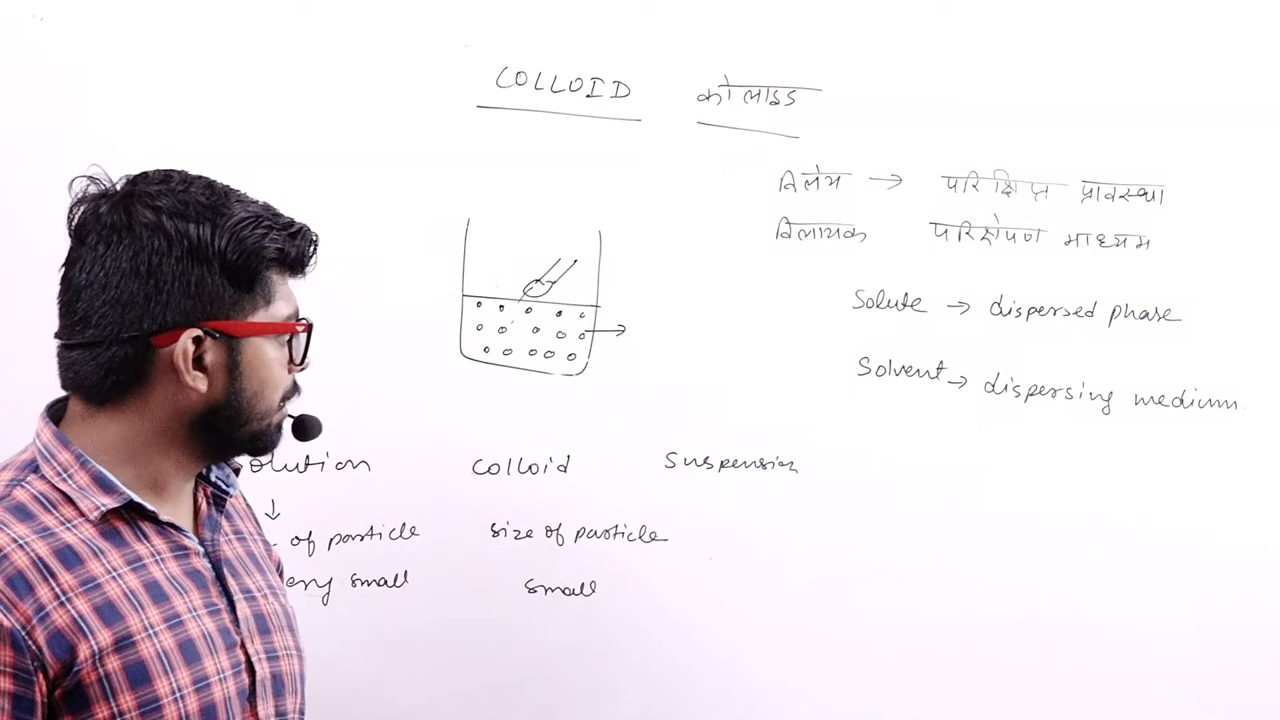 COLLOID कोलाइड
विलेय → परिक्षिप्त प्रावस्था
विलायक परिक्षेपण माध्यम
Solute → dispersed phase
Solvent → dispersing medium
olution colloid Suspension
↓
of particle size of particle
ery small small